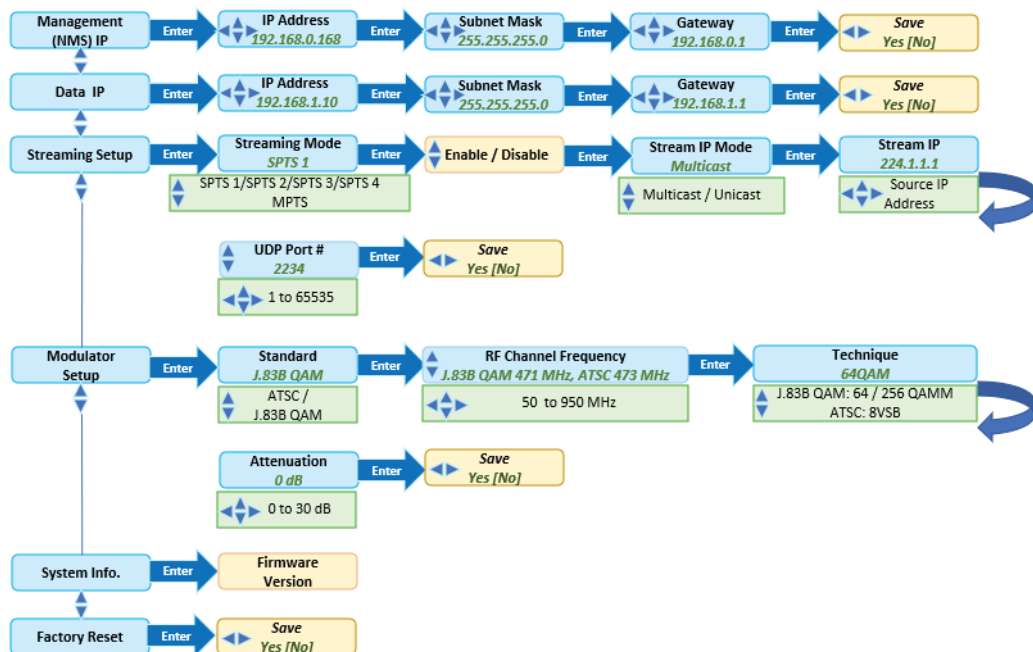 Management
(NMS) IP
Enter
IP Address
192.168.0.168
Enter
Subnet Mask
255.255.255.0
Enter
Gateway
192.168.0.1
Enter
Save
Yes [No]
Data IP
Enter
IP Address
192.168.1.10
Enter
Subnet Mask
255.255.255.0
Enter
Gateway
192.168.1.1
Enter
Save
Yes [No]
Streaming Setup
Enter
Streaming Mode
SPTS 1
SPTS 1/SPTS 2/SPTS 3/SPTS 4
MPTS
Enter
Enable / Disable
Enter
Stream IP Mode
Multicast
Multicast / Unicast
Enter
Stream IP
224.1.1.1
Source IP
Address
UDP Port #
2234
1 to 65535
Enter
Save
Yes [No]
Modulator
Setup
Enter
Standard
J.83B QAM
ATSC /
J.83B QAM
Enter
RF Channel Frequency
J.83B QAM 471 MHz, ATSC 473 MHz
50 to 950 MHz
Enter
Technique
64QAM
J.83B QAM: 64 / 256 QAMM
ATSC: 8VSB
Attenuation
0 dB
0 to 30 dB
Enter
Save
Yes [No]
System Info.
Enter
Firmware
Version
Factory Reset
Enter
Save
Yes [No]